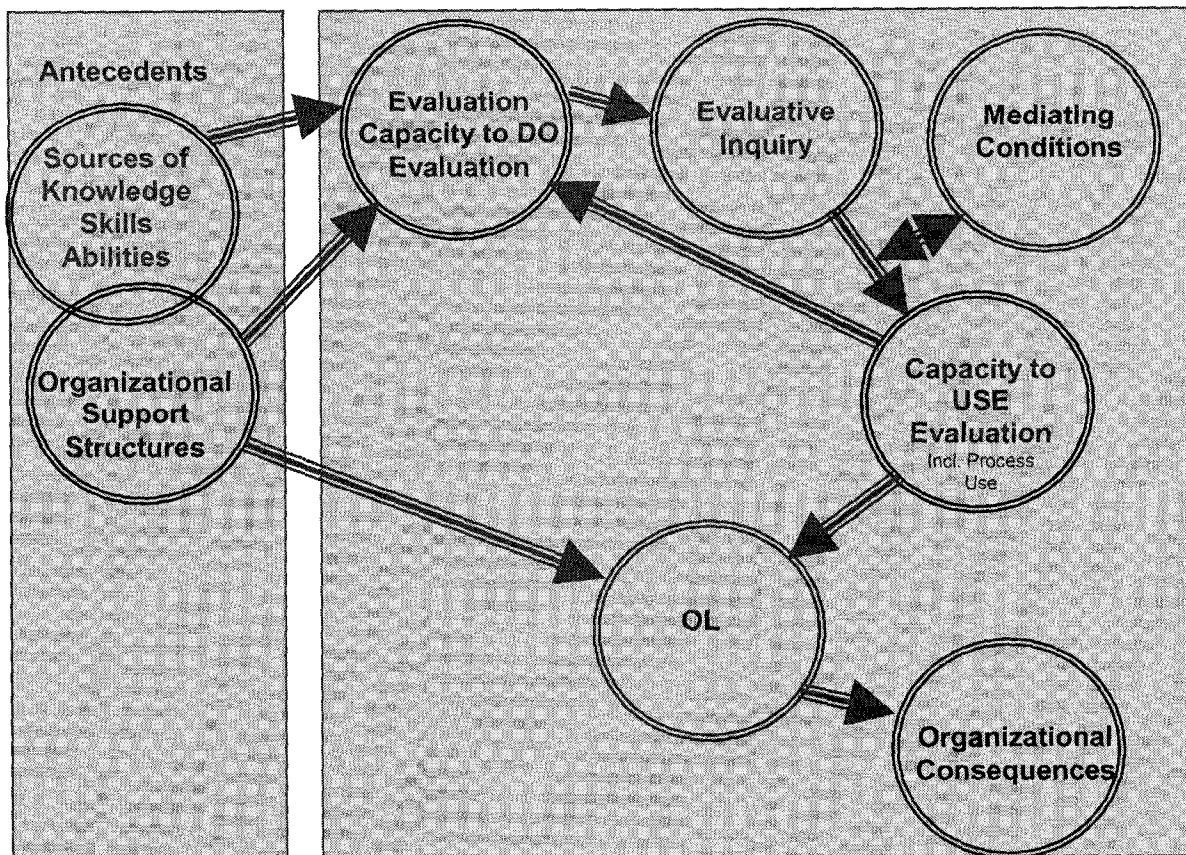 Antecedents
Sources of
Knowledge
Skills
Abilities
Organizational
Support
Structures
Evaluation
Capacity to DO
Evaluation
Evaluative
Inquiry
Mediating
Conditions
Capacity to
USE
Evaluation
Incl. Process
Use
OL
Organizational
Consequences